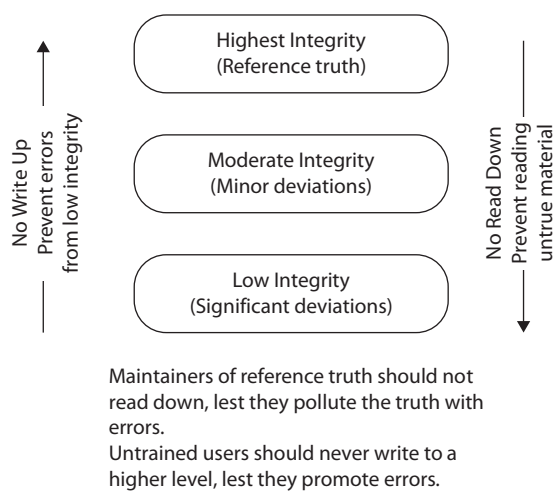 Highest Integrity
(Reference truth)
No Write Up
Prevent errors
from low integrity
Moderate Integrity
(Minor deviations)
No Read Down
Prevent reading
untrue material
Low Integrity
(Significant deviations)
Maintainers of reference truth should not
read down, lest they pollute the truth with
errors.
Untrained users should never write to a
higher level, lest they promote errors.